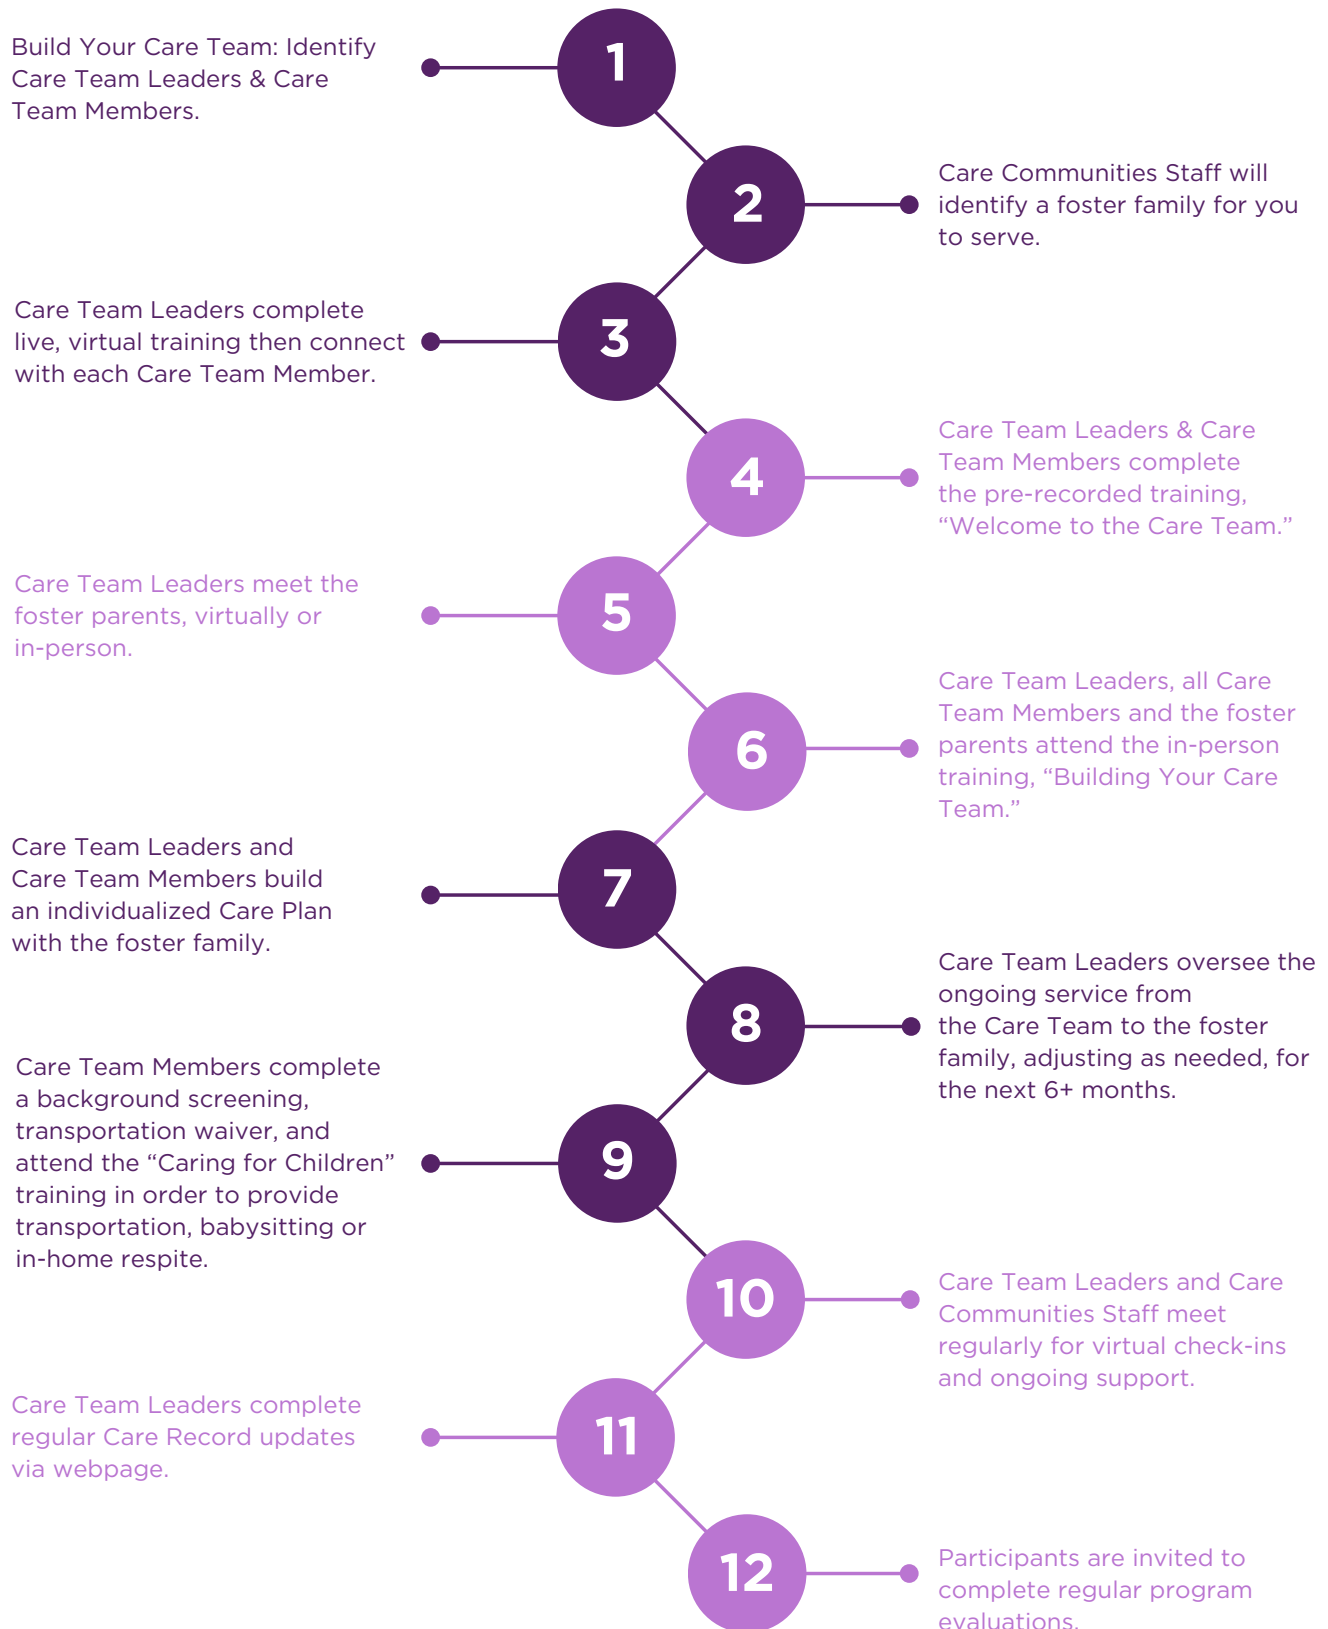 Build Your Care Team: Identify
Care Team Leaders & Care
Team Members.
1
2
Care Communities Staff will
identify a foster family for you
to serve.
Care Team Leaders complete
live, virtual training then connect
with each Care Team Member.
3
4
Care Team Leaders & Care
Team Members complete
the pre-recorded training,
“Welcome to the Care Team.”
Care Team Leaders meet the
foster parents, virtually or
in-person.
5
6
Care Team Leaders, all Care
Team Members and the foster
parents attend the in-person
training, “Building Your Care
Team.”
Care Team Leaders and
Care Team Members build
an individualized Care Plan
with the foster family.
7
8
Care Team Leaders oversee the
ongoing service from
the Care Team to the foster
family, adjusting as needed, for
the next 6+ months.
Care Team Members complete
a background screening,
transportation waiver, and
attend the “Caring for Children”
training in order to provide
transportation, babysitting or
in-home respite.
9
10
Care Team Leaders and Care
Communities Staff meet
regularly for virtual check-ins
and ongoing support.
Care Team Leaders complete
regular Care Record updates
via webpage.
11
12
Participants are invited to
complete regular program
evaluations.